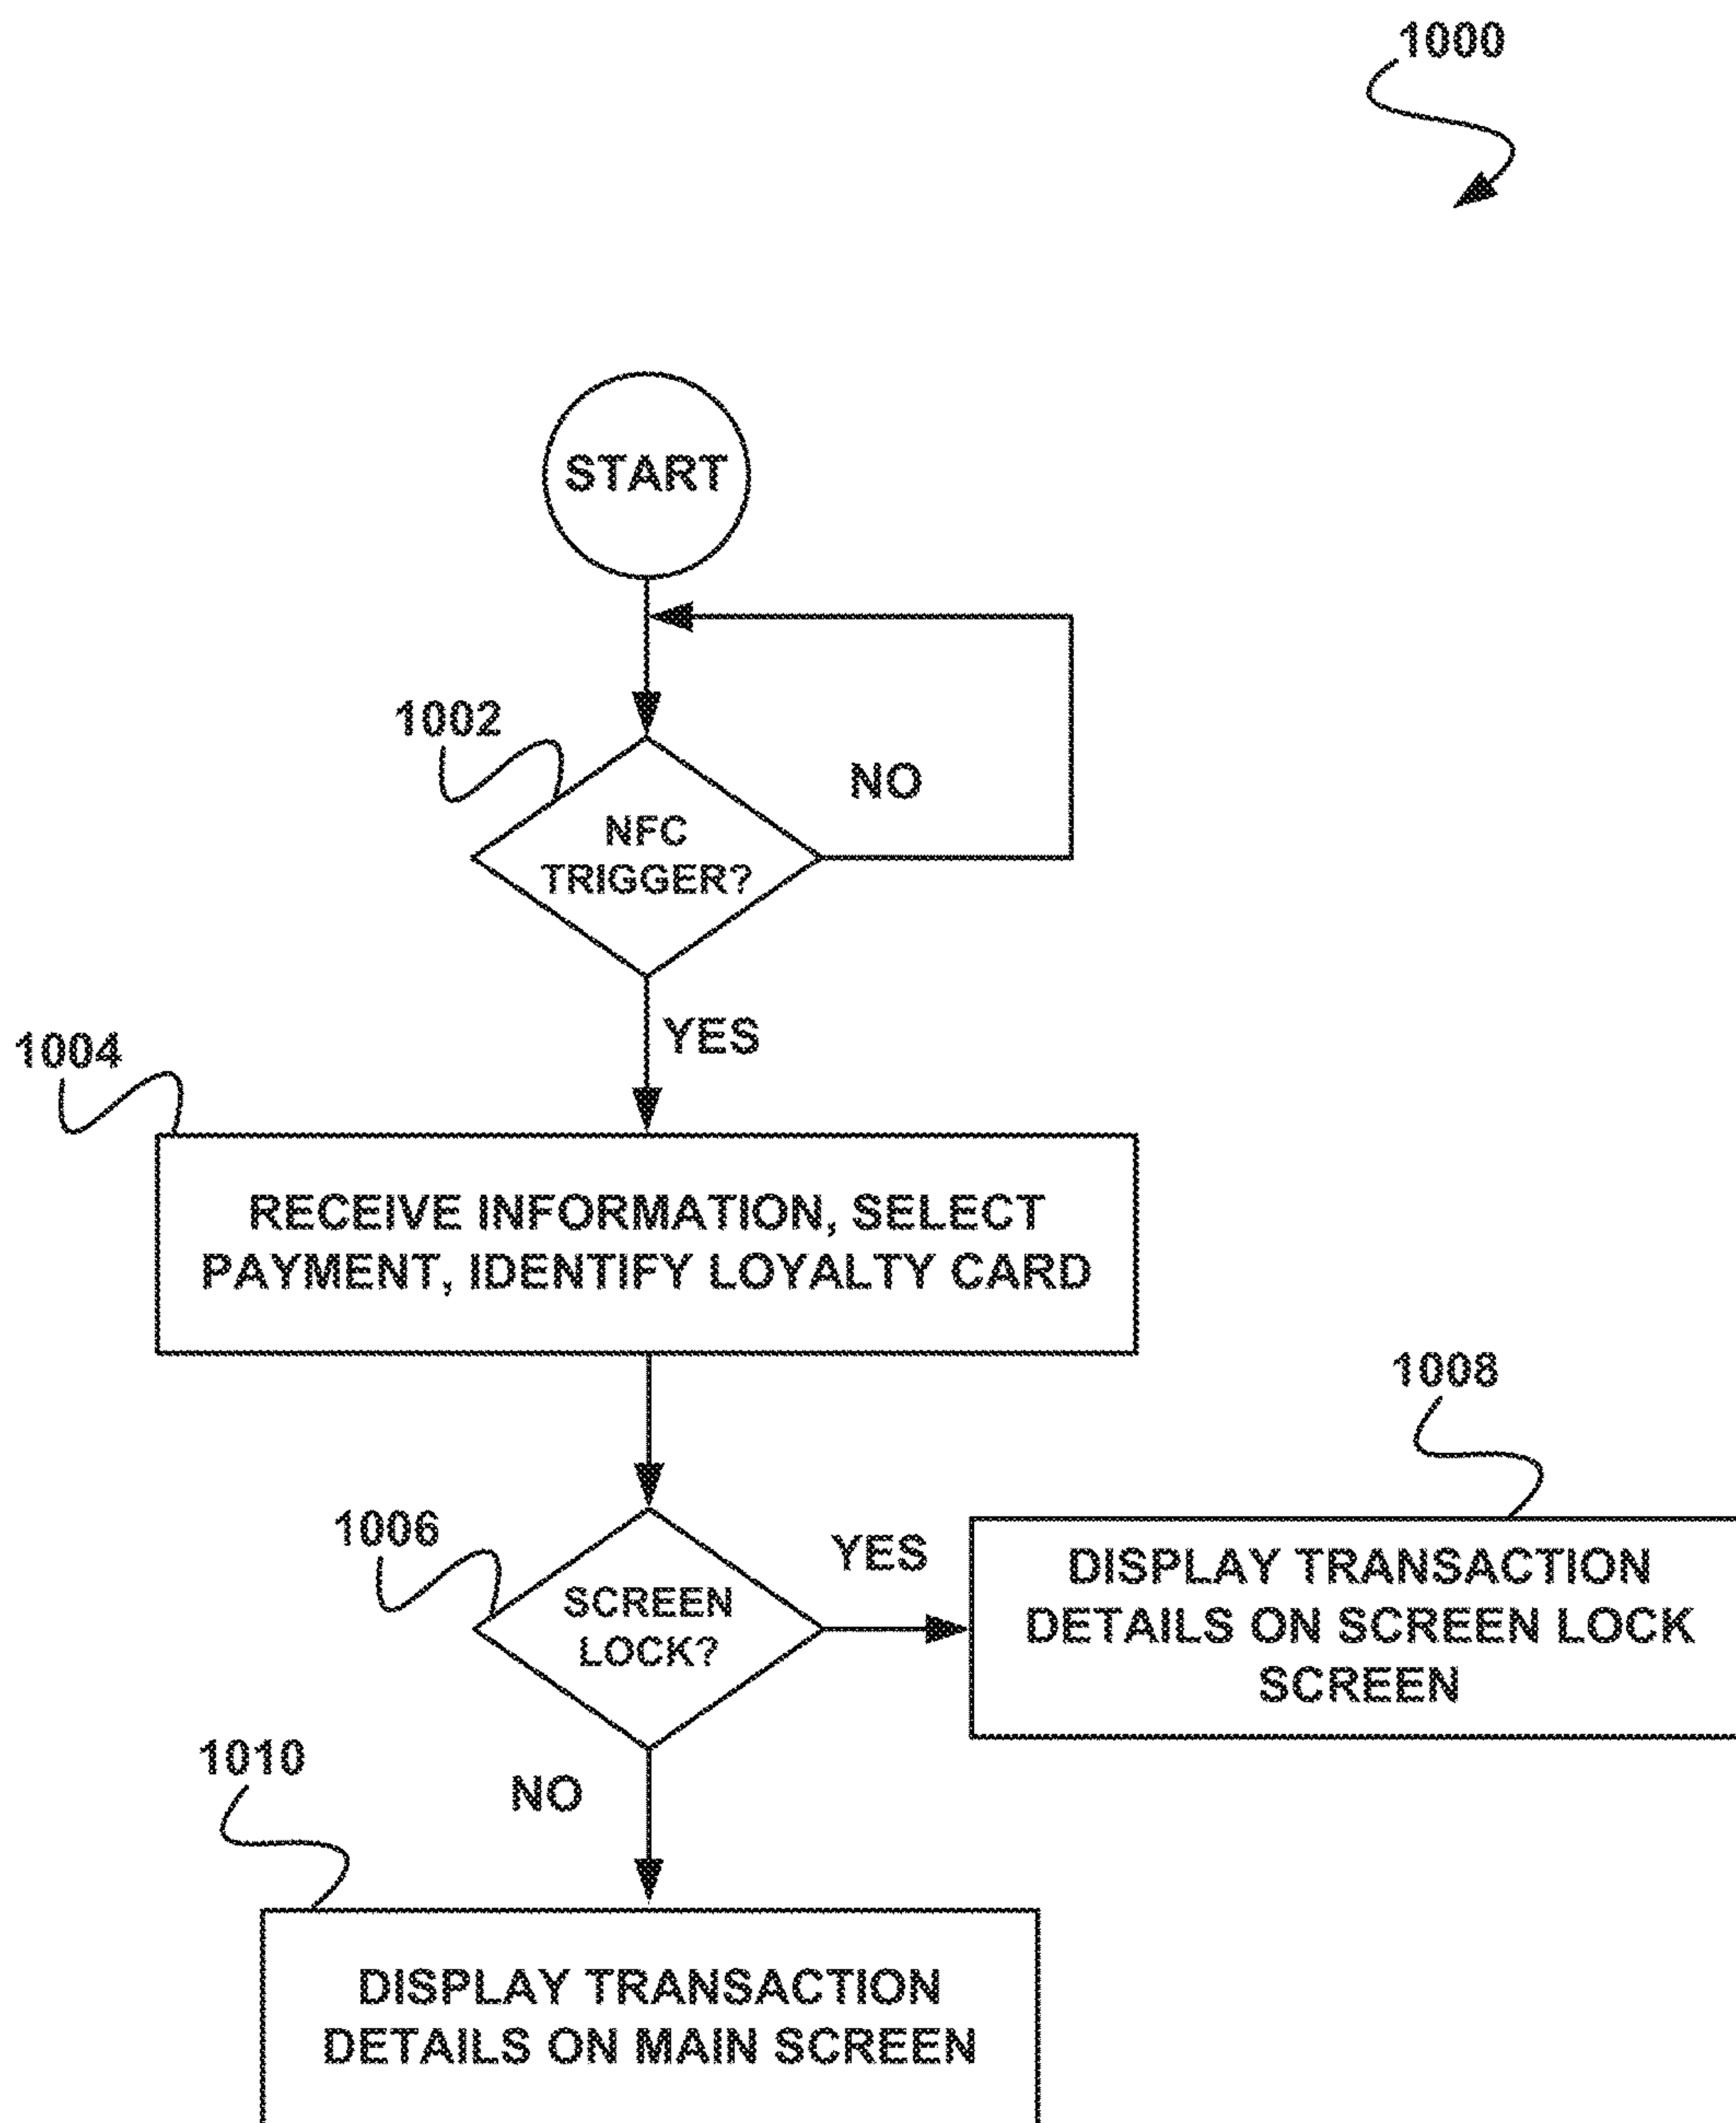 1000
START
1002
NO
NFC
TRIGGER?
YES
1004
RECEIVE INFORMATION, SELECT
PAYMENT, IDENTIFY LOYALTY CARD
1008
1006
YES
SCREEN
LOCK?
DISPLAY TRANSACTION
DETAILS ON SCREEN LOCK
SCREEN
1010
NO
DISPLAY TRANSACTION
DETAILS ON MAIN SCREEN